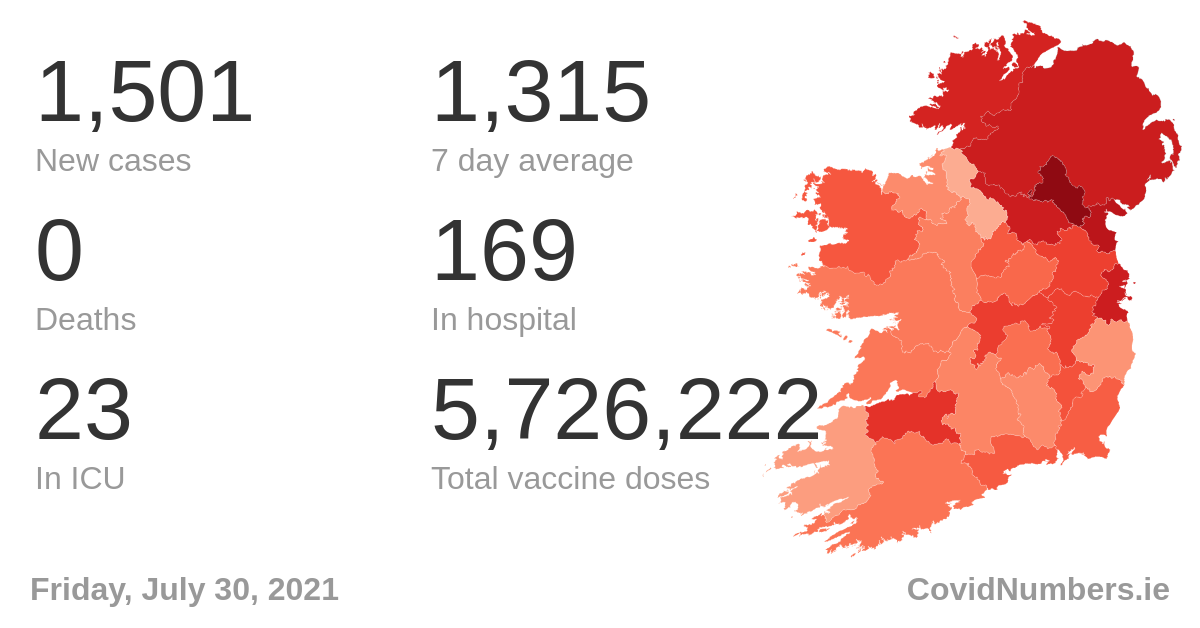 1,501 1,315
New cases 7 day average
0 169
Deaths In hospital
23 5,726,222
In ICU Total vaccine doses
Friday, July 30, 2021 CovidNumbers.ie